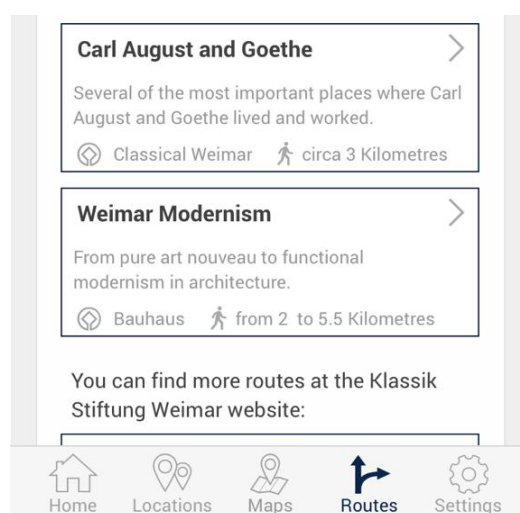 Carl August and Goethe
Several of the most important places where Carl
August and Goethe lived and worked.
Classical Weimar circa 3 Kilometres
Weimar Modernism
From pure art nouveau to functional
modernism in architecture.
Bauhaus from 2 to 5.5 Kilometres
You can find more routes at the Klassik
Stiftung Weimar website:
Home Locations Maps Routes Settings